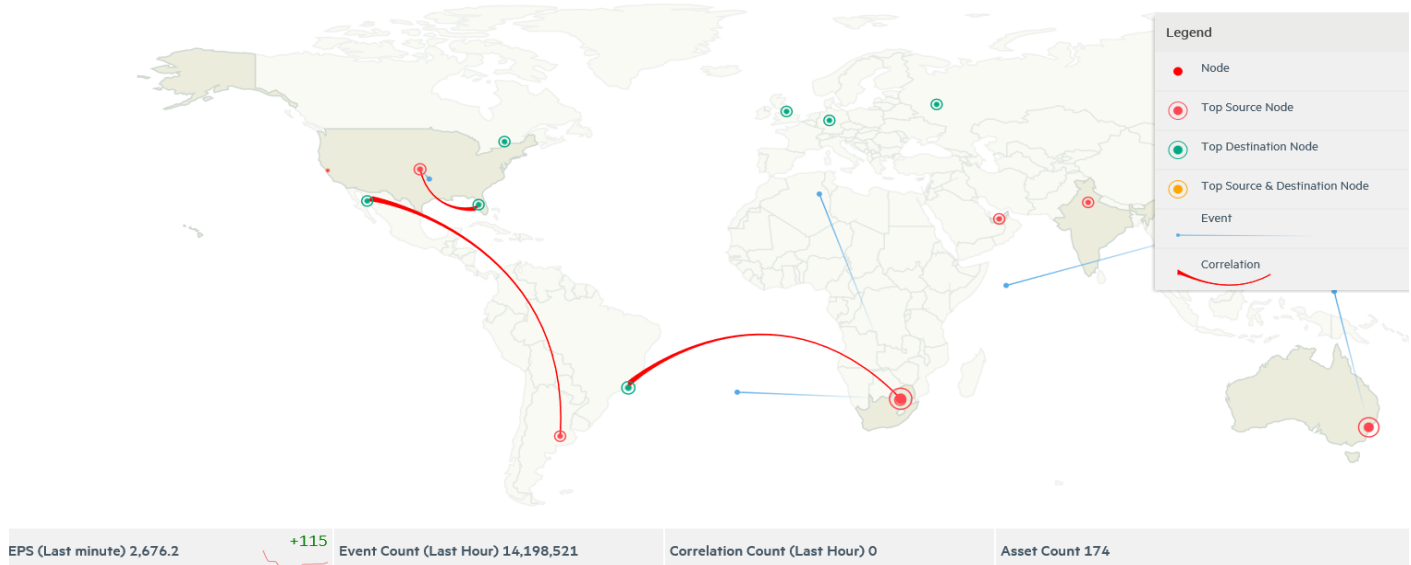 Legend
Node
Top Source Node
Top Destination Node
Top Source & Destination Node
Event
Correlation
EPS (Last minute) 2,676.2
+115
Event Count (Last Hour) 14,198,521
Correlation Count (Last Hour) 0
Asset Count 174